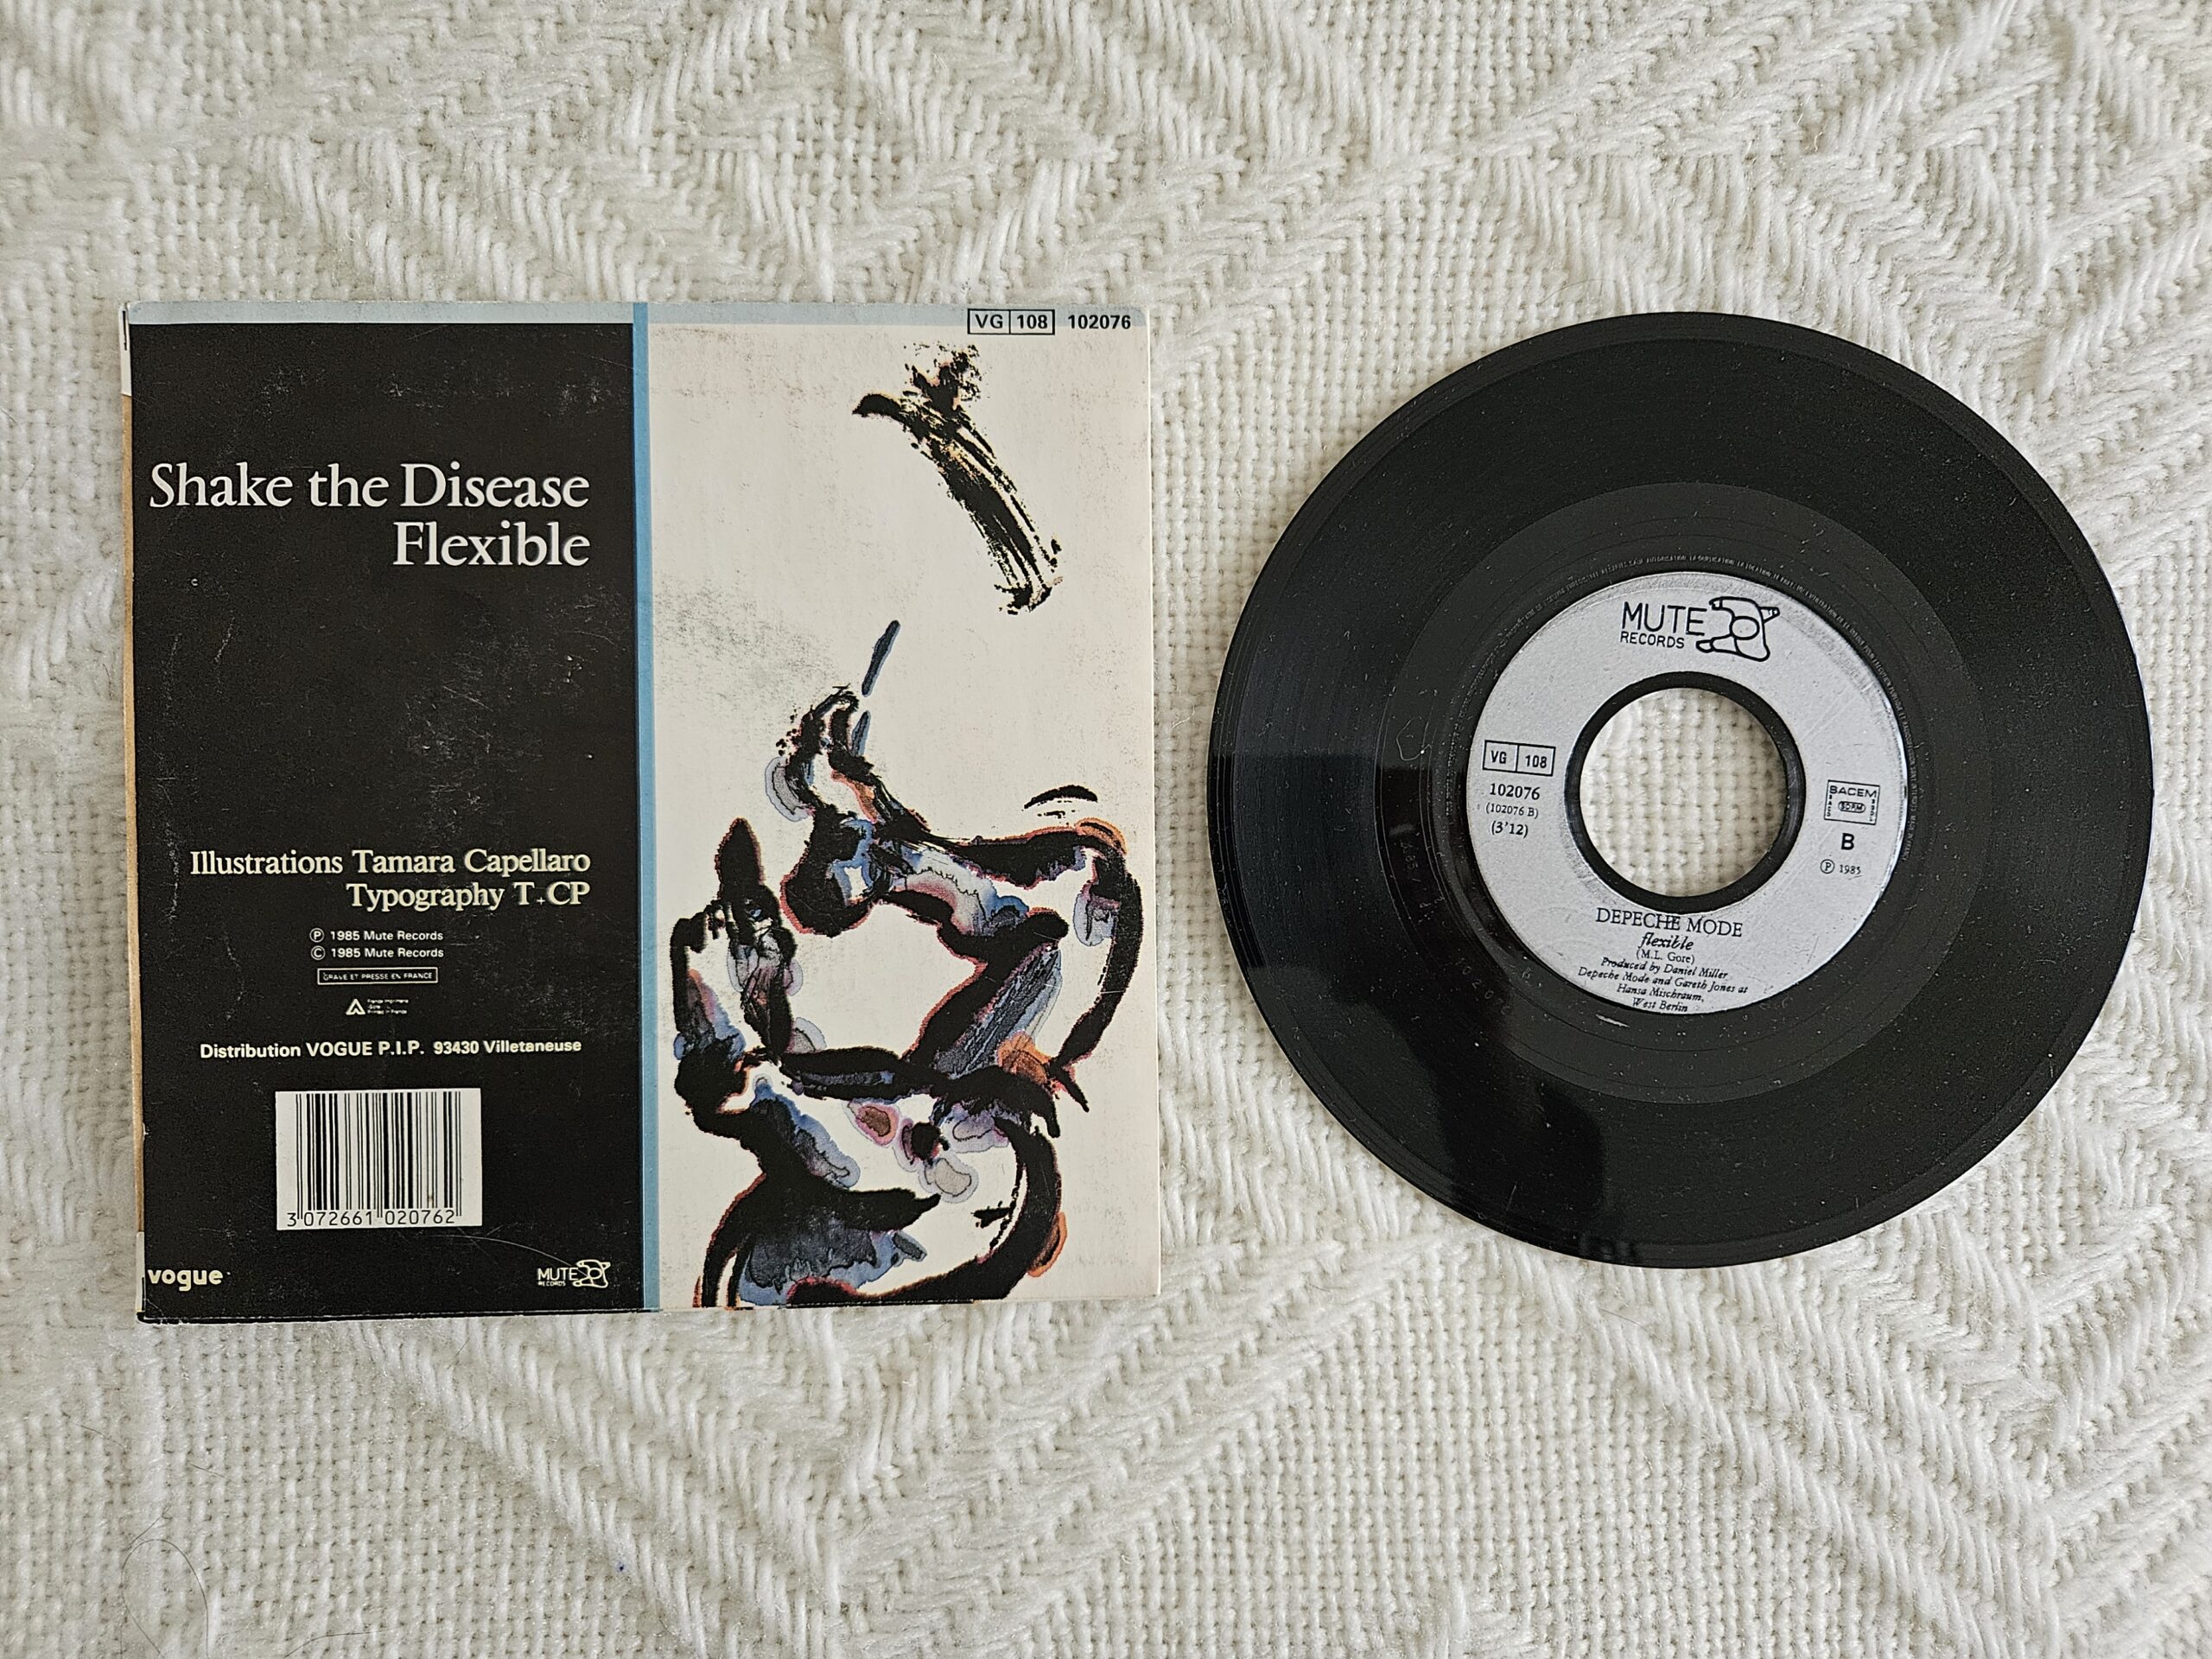 VG 108 102076
Shake the Disease
Flexible
Illustrations Tamara Capellaro
Typography T+CP
Ⓟ 1985 Mute Records
© 1985 Mute Records
GRAVE ET PRESSE EN FRANCE
Distribution VOGUE P.I.P. 93430 Villetaneuse
3 072661 020762
vogue
MUTE
RECORDS
MUTE
RECORDS
VG 108
102076
(102076 B)
(3'12)
SACEM
B
Ⓟ 1985
DEPECHE MODE
flexible
(M.L. Gore)
Produced by Daniel Miller
Depeche Mode and Gareth Jones at
Hansa Mischraum,
West Berlin